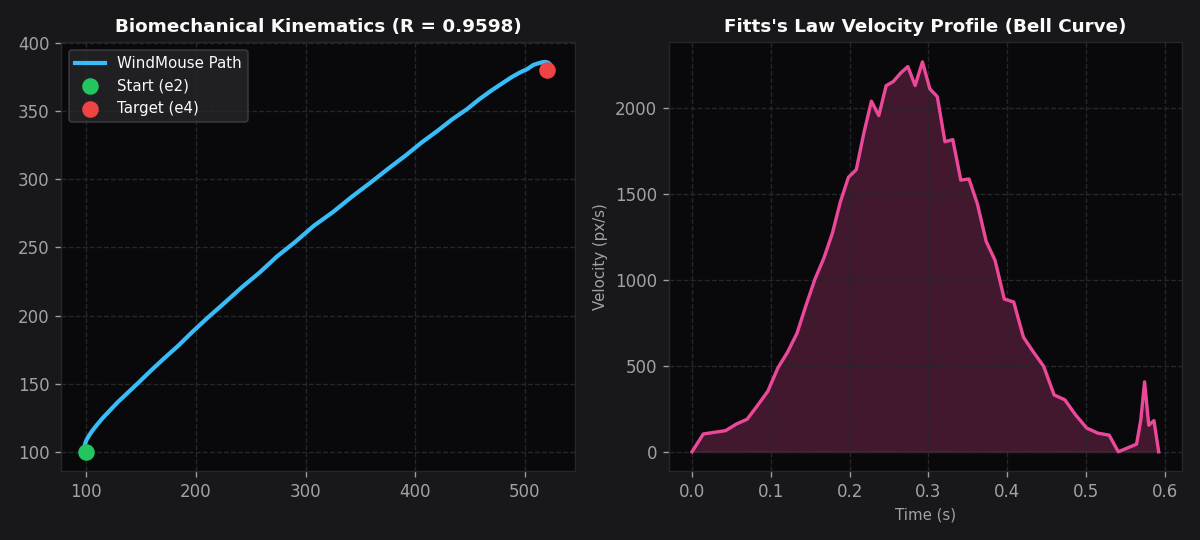 Biomechanical Kinematics (R = 0.9598)
WindMouse Path
Start (e2)
Target (e4)
400
350
300
250
200
150
100
100 200 300 400 500
Fitts's Law Velocity Profile (Bell Curve)
Velocity (px/s)
2000
1500
1000
500
0
0.0 0.1 0.2 0.3 0.4 0.5 0.6
Time (s)